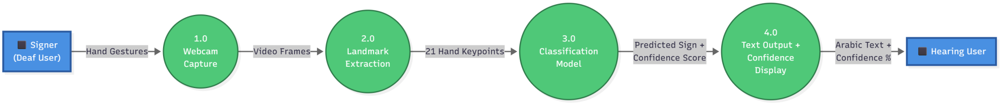 ⬛ Signer
(Deaf User)
Hand Gestures
1.0
Webcam
Capture
Video Frames
2.0
Landmark
Extraction
21 Hand Keypoints
3.0
Classification
Model
Predicted Sign +
Confidence Score
4.0
Text Output +
Confidence
Display
Arabic Text +
Confidence %
⬛ Hearing User